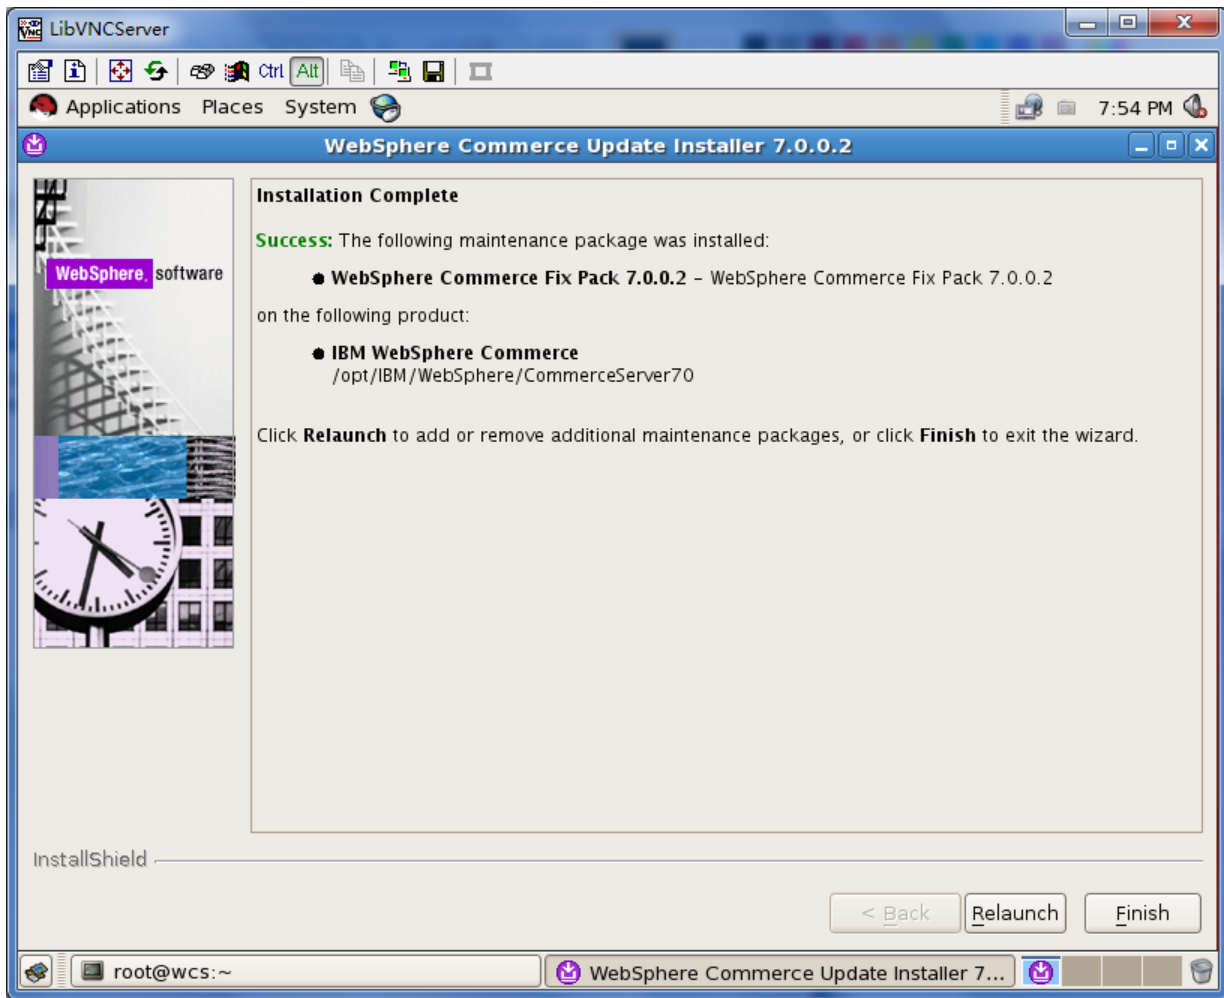 LibVNCServer
Ctrl Alt
Applications Places System 7:54 PM
WebSphere Commerce Update Installer 7.0.0.2
Installation Complete
Success: The following maintenance package was installed:
● WebSphere Commerce Fix Pack 7.0.0.2 – WebSphere Commerce Fix Pack 7.0.0.2
on the following product:
● IBM WebSphere Commerce
/opt/IBM/WebSphere/CommerceServer70
Click Relaunch to add or remove additional maintenance packages, or click Finish to exit the wizard.
WebSphere. software
InstallShield
< Back Relaunch Finish
root@wcs:~ WebSphere Commerce Update Installer 7...